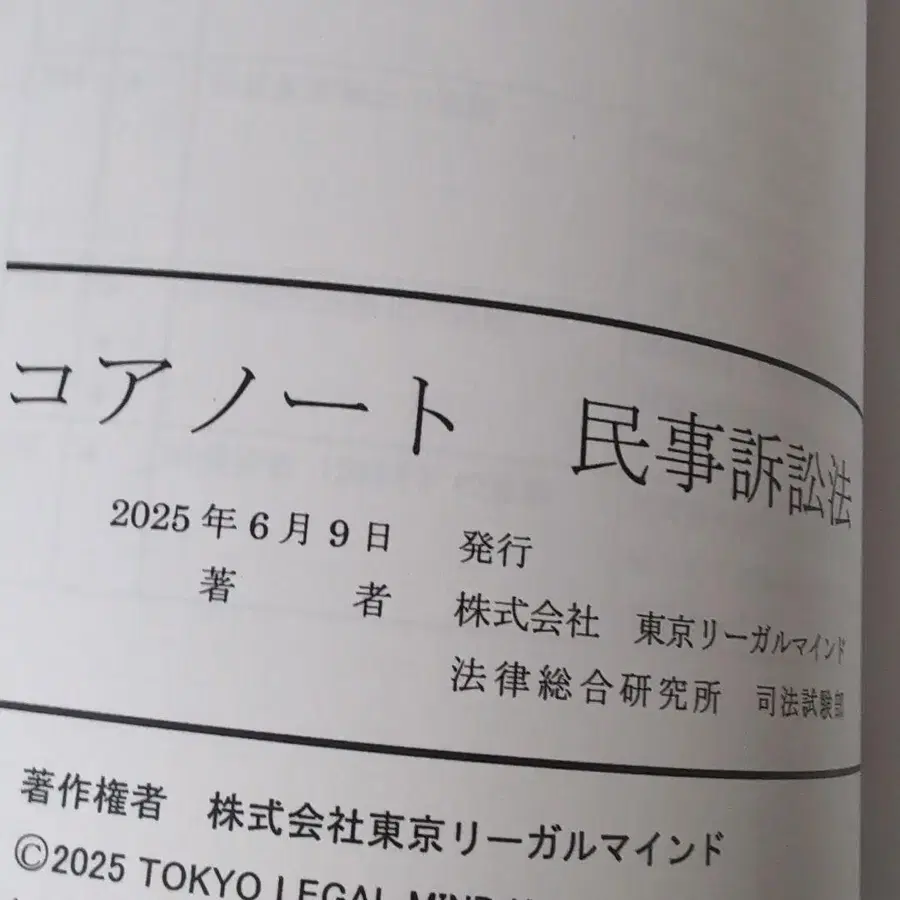 コアノート 民事訴訟法
2025年6月9日 発行
著 者 株式会社 東京リーガルマインド
法律総合研究所 司法試験部
著作権者 株式会社東京リーガルマインド
©2025 TOKYO LEGAL MIND